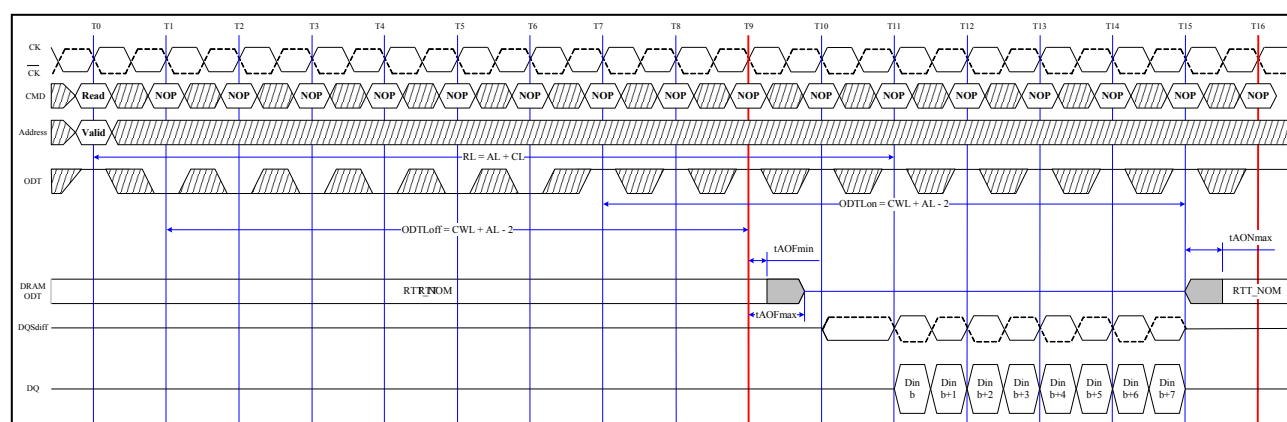 T0 T1 T2 T3 T4 T5 T6 T7 T8 T9 T10 T11 T12 T13 T14 T15 T16
CK
CK
CMD Read NOP NOP NOP NOP NOP NOP NOP NOP NOP NOP NOP NOP NOP NOP NOP NOP
Address Valid
RL = AL + CL
ODT
ODTLon = CWL + AL - 2
ODTLoff = CWL + AL - 2
tAOFmin
tAONmax
DRAM
ODT
RTT_NOM
RTT_NOM
tAOFmax
DQSdiff
DQ
Din b
Din b+1
Din b+2
Din b+3
Din b+4
Din b+5
Din b+6
Din b+7